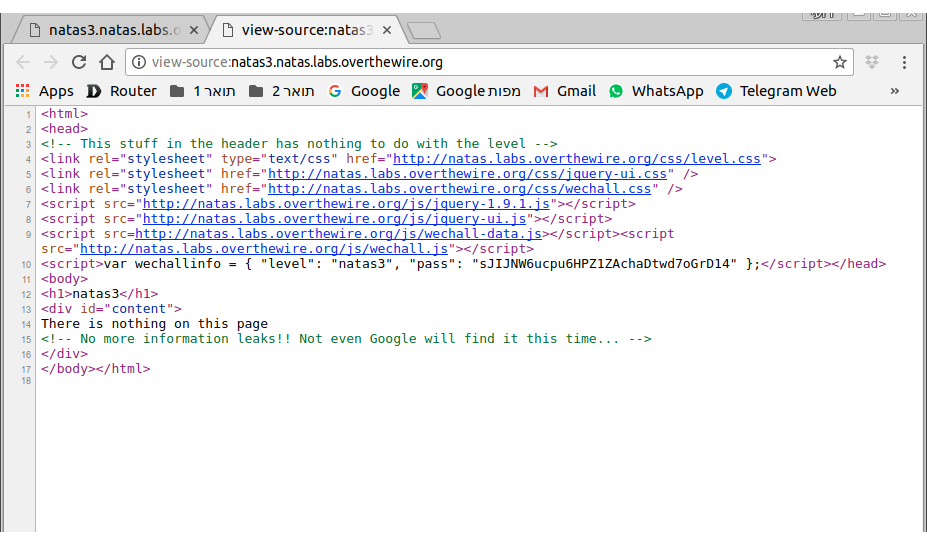 natas3.natas.labs.o
view-source:natas3
view-source:natas3.natas.labs.overthewire.org
Apps Router תואר 1 תואר 2 Google Google מפות Gmail WhatsApp Telegram Web »
1 <html>
2 <head>
3 <!-- This stuff in the header has nothing to do with the level -->
4 <link rel="stylesheet" type="text/css" href="http://natas.labs.overthewire.org/css/level.css">
5 <link rel="stylesheet" href="http://natas.labs.overthewire.org/css/jquery-ui.css" />
6 <link rel="stylesheet" href="http://natas.labs.overthewire.org/css/wechall.css" />
7 <script src="http://natas.labs.overthewire.org/js/jquery-1.9.1.js"></script>
8 <script src="http://natas.labs.overthewire.org/js/jquery-ui.js"></script>
9 <script src=http://natas.labs.overthewire.org/js/wechall-data.js></script><script
src="http://natas.labs.overthewire.org/js/wechall.js"></script>
10 <script>var wechallinfo = { "level": "natas3", "pass": "sJIJNW6ucpu6HPZ1ZAchaDtwd7oGrD14" };</script></head>
11 <body>
12 <h1>natas3</h1>
13 <div id="content">
14 There is nothing on this page
15 <!-- No more information leaks!! Not even Google will find it this time... -->
16 </div>
17 </body></html>
18